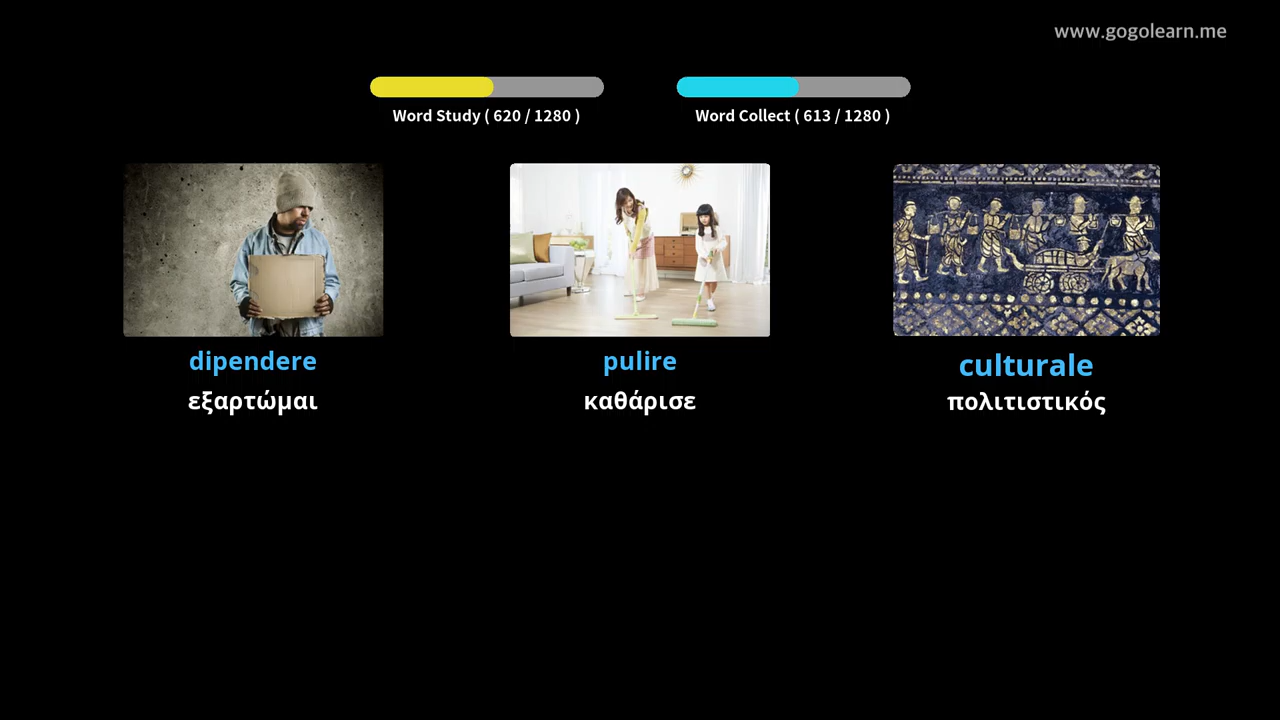 www.gogolearn.me
Word Study ( 620 / 1280 )
Word Collect ( 613 / 1280 )
dipendere
εξαρτώμαι
pulire
καθάρισε
culturale
πολιτιστικός